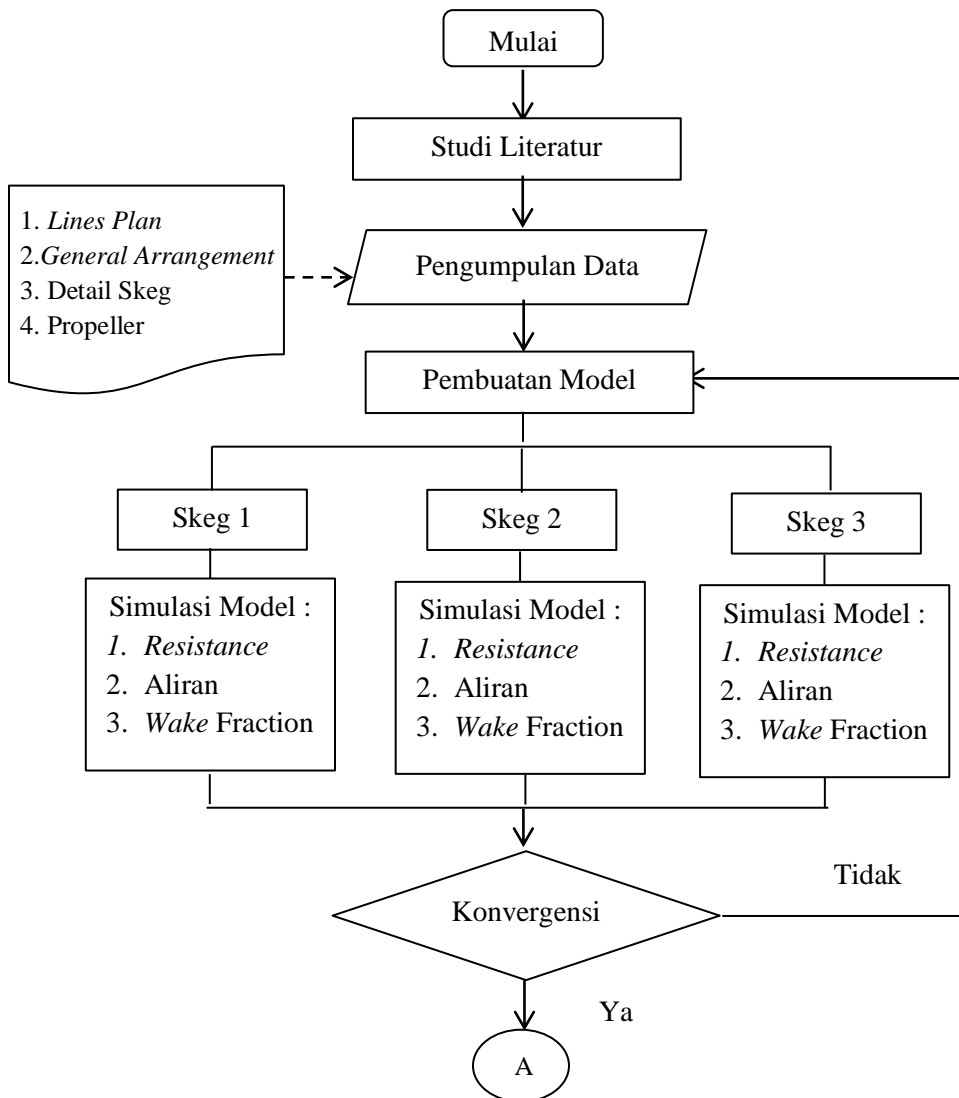 Mulai
Studi Literatur
1. Lines Plan
2.General Arrangement
3. Detail Skeg
4. Propeller
Pengumpulan Data
Pembuatan Model
Skeg 1
Skeg 2
Skeg 3
Simulasi Model :
1. Resistance
2. Aliran
3. Wake Fraction
Simulasi Model :
1. Resistance
2. Aliran
3. Wake Fraction
Simulasi Model :
1. Resistance
2. Aliran
3. Wake Fraction
Konvergensi
Tidak
Ya
A